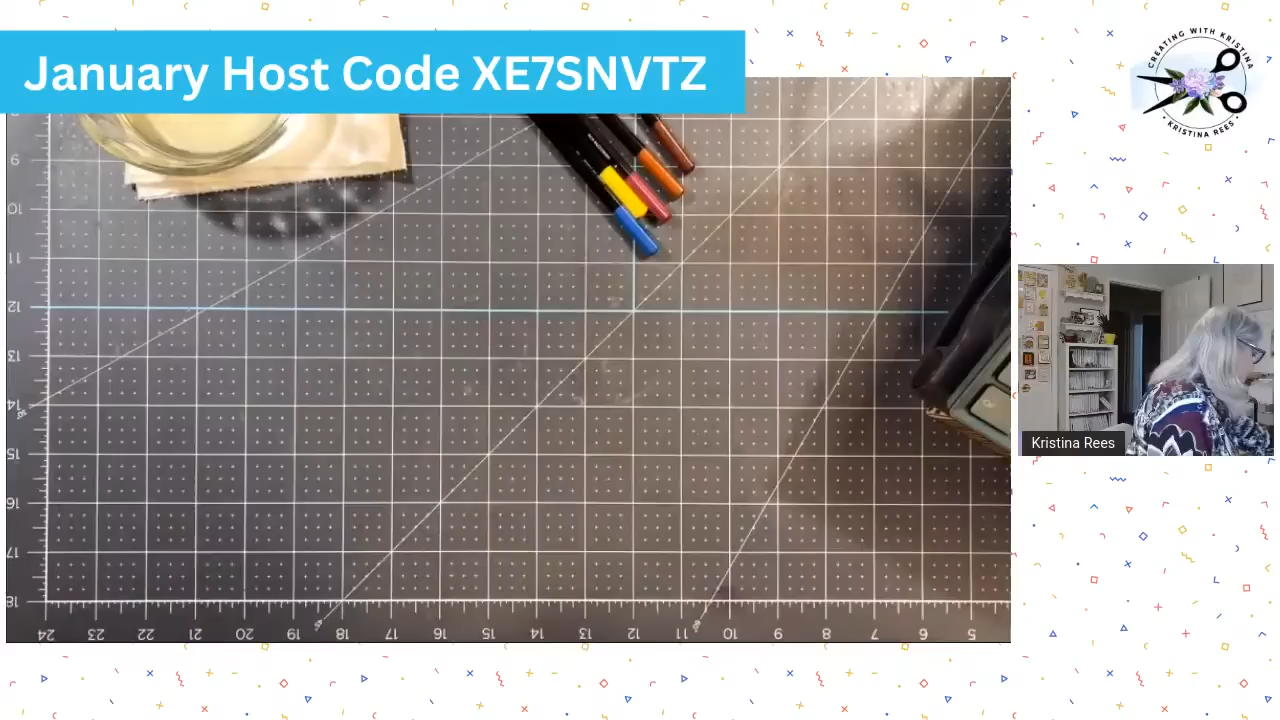 January Host Code XE7SNVTZ
CREATING WITH KRISTINA
• KRISTINA REES •
9
10
11
12
13
14
15
16
17
18
24 23 22 21 20 19 18 17 16 15 14 13 12 11 10 9 8 7 6 5
Kristina Rees